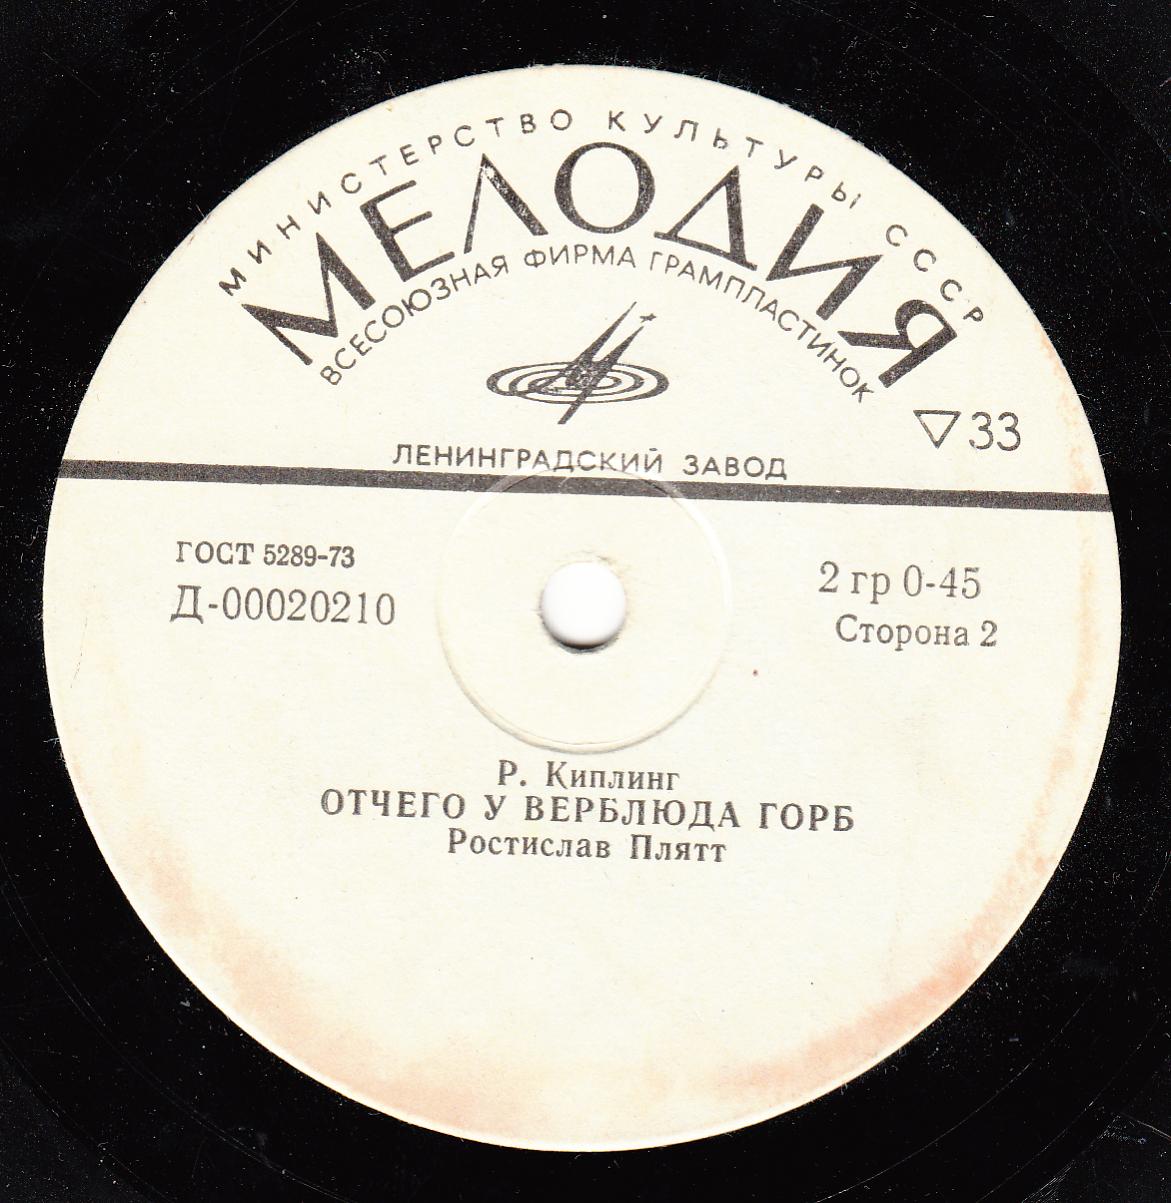 МИНИСТЕРСТВО КУЛЬТУРЫ СССР
МЕЛОДИЯ
ВСЕСОЮЗНАЯ ФИРМА ГРАМПЛАСТИНОК
▽33
ЛЕНИНГРАДСКИЙ ЗАВОД
ГОСТ 5289-73
Д-00020210
2 гр 0-45
Сторона 2
Р. Киплинг
ОТЧЕГО У ВЕРБЛЮДА ГОРБ
Ростислав Плятт